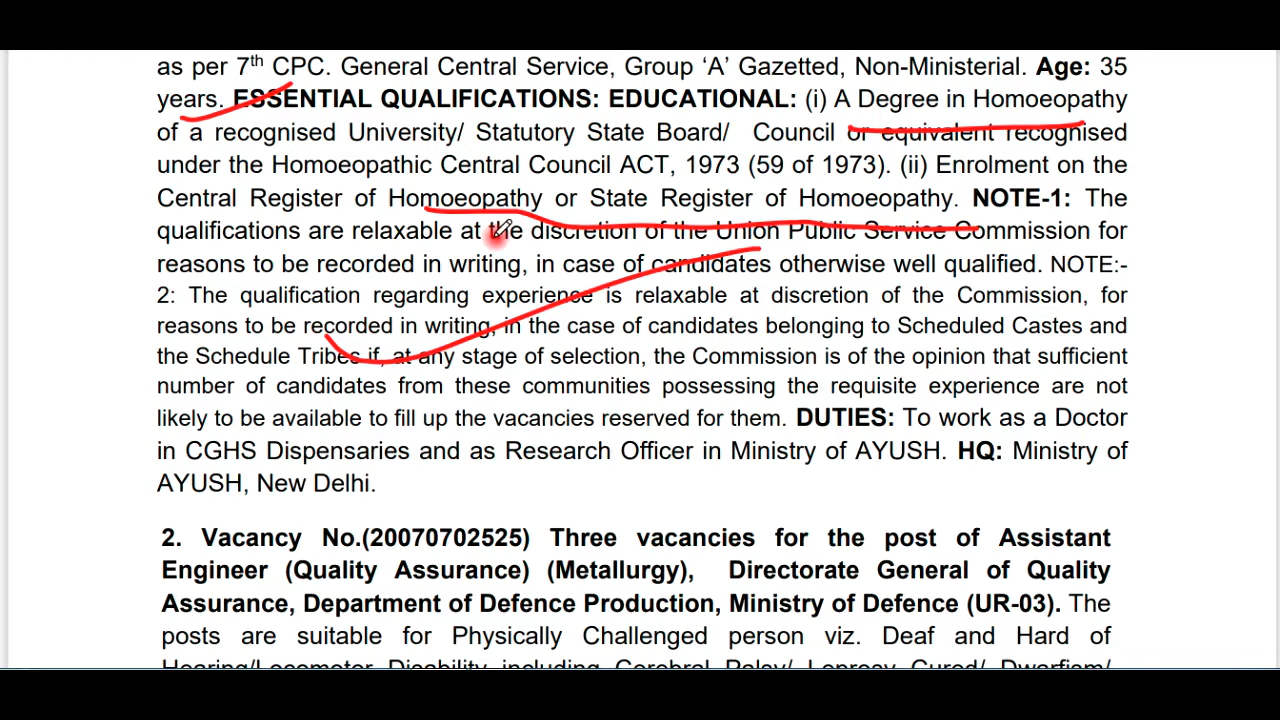 as per 7th CPC. General Central Service, Group ‘A’ Gazetted, Non-Ministerial. Age: 35
years. ESSENTIAL QUALIFICATIONS: EDUCATIONAL: (i) A Degree in Homoeopathy
of a recognised University/ Statutory State Board/ Council or equivalent recognised
under the Homoeopathic Central Council ACT, 1973 (59 of 1973). (ii) Enrolment on the
Central Register of Homoeopathy or State Register of Homoeopathy. NOTE-1: The
qualifications are relaxable at the discretion of the Union Public Service Commission for
reasons to be recorded in writing, in case of candidates otherwise well qualified. NOTE:-
2: The qualification regarding experience is relaxable at discretion of the Commission, for
reasons to be recorded in writing, in the case of candidates belonging to Scheduled Castes and
the Schedule Tribes if, at any stage of selection, the Commission is of the opinion that sufficient
number of candidates from these communities possessing the requisite experience are not
likely to be available to fill up the vacancies reserved for them. DUTIES: To work as a Doctor
in CGHS Dispensaries and as Research Officer in Ministry of AYUSH. HQ: Ministry of
AYUSH, New Delhi.
2. Vacancy No.(20070702525) Three vacancies for the post of Assistant
Engineer (Quality Assurance) (Metallurgy), Directorate General of Quality
Assurance, Department of Defence Production, Ministry of Defence (UR-03). The
posts are suitable for Physically Challenged person viz. Deaf and Hard of
Hearing/Locomotor Disability including Cerebral Palsy/ Leprosy Cured/ Dwarfism/